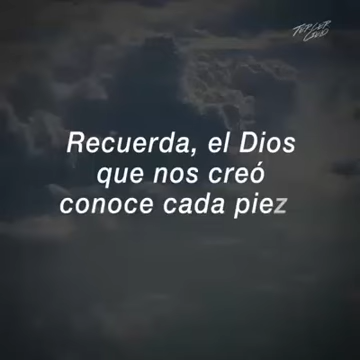 Recuerda, el Dios
que nos creó
conoce cada piez